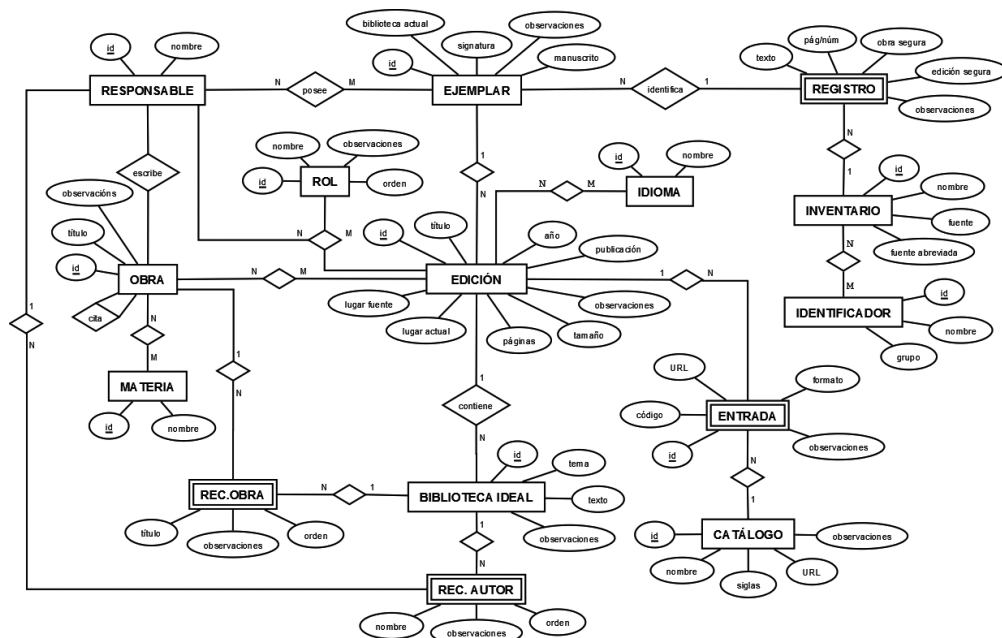 biblioteca actual
observaciones
signatura
id
nombre
id
manuscrito
pág/núm
obra segura
texto
edición segura
observaciones
RESPONSABLE
N
posee
M
EJEMPLAR
N
identifica
1
REGISTRO
escribe
nombre
observaciones
id
ROL
orden
1
N
id
nombre
N
M
IDIOMA
N
1
id
nombre
INVENTARIO
fuente
fuente abreviada
observacións
título
id
OBRA
cita
N
M
id
título
año
publicación
N
M
EDICIÓN
observaciones
lugar fuente
lugar actual
páginas
tamaño
1
N
N
M
id
IDENTIFICADOR
nombre
grupo
1
N
N
M
MATERIA
id
nombre
1
N
1
contiene
N
URL
formato
código
ENTRADA
id
observaciones
N
1
REC.OBRA
título
observaciones
orden
N
1
id
tema
BIBLIOTECA IDEAL
texto
observaciones
1
N
id
CATÁLOGO
observaciones
nombre
siglas
URL
REC. AUTOR
nombre
observaciones
orden